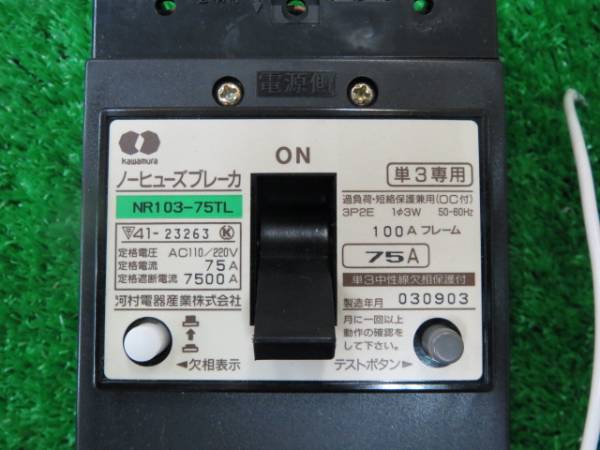 電源側
kawamura
ON
ノーヒューズブレーカ
単3専用
NR103-75TL
過負荷・短絡保護兼用(OC付)
3P2E 1φ3W 50-60Hz
41-23263 K
100Aフレーム
定格電圧 AC110/220V
定格電流 75A
定格遮断電流 7500A
75A
単3中性線欠相保護付
河村電器産業株式会社
製造年月 030903
月に一回以上
動作の確認を
して下さい。
◀欠相表示
テストボタン▶